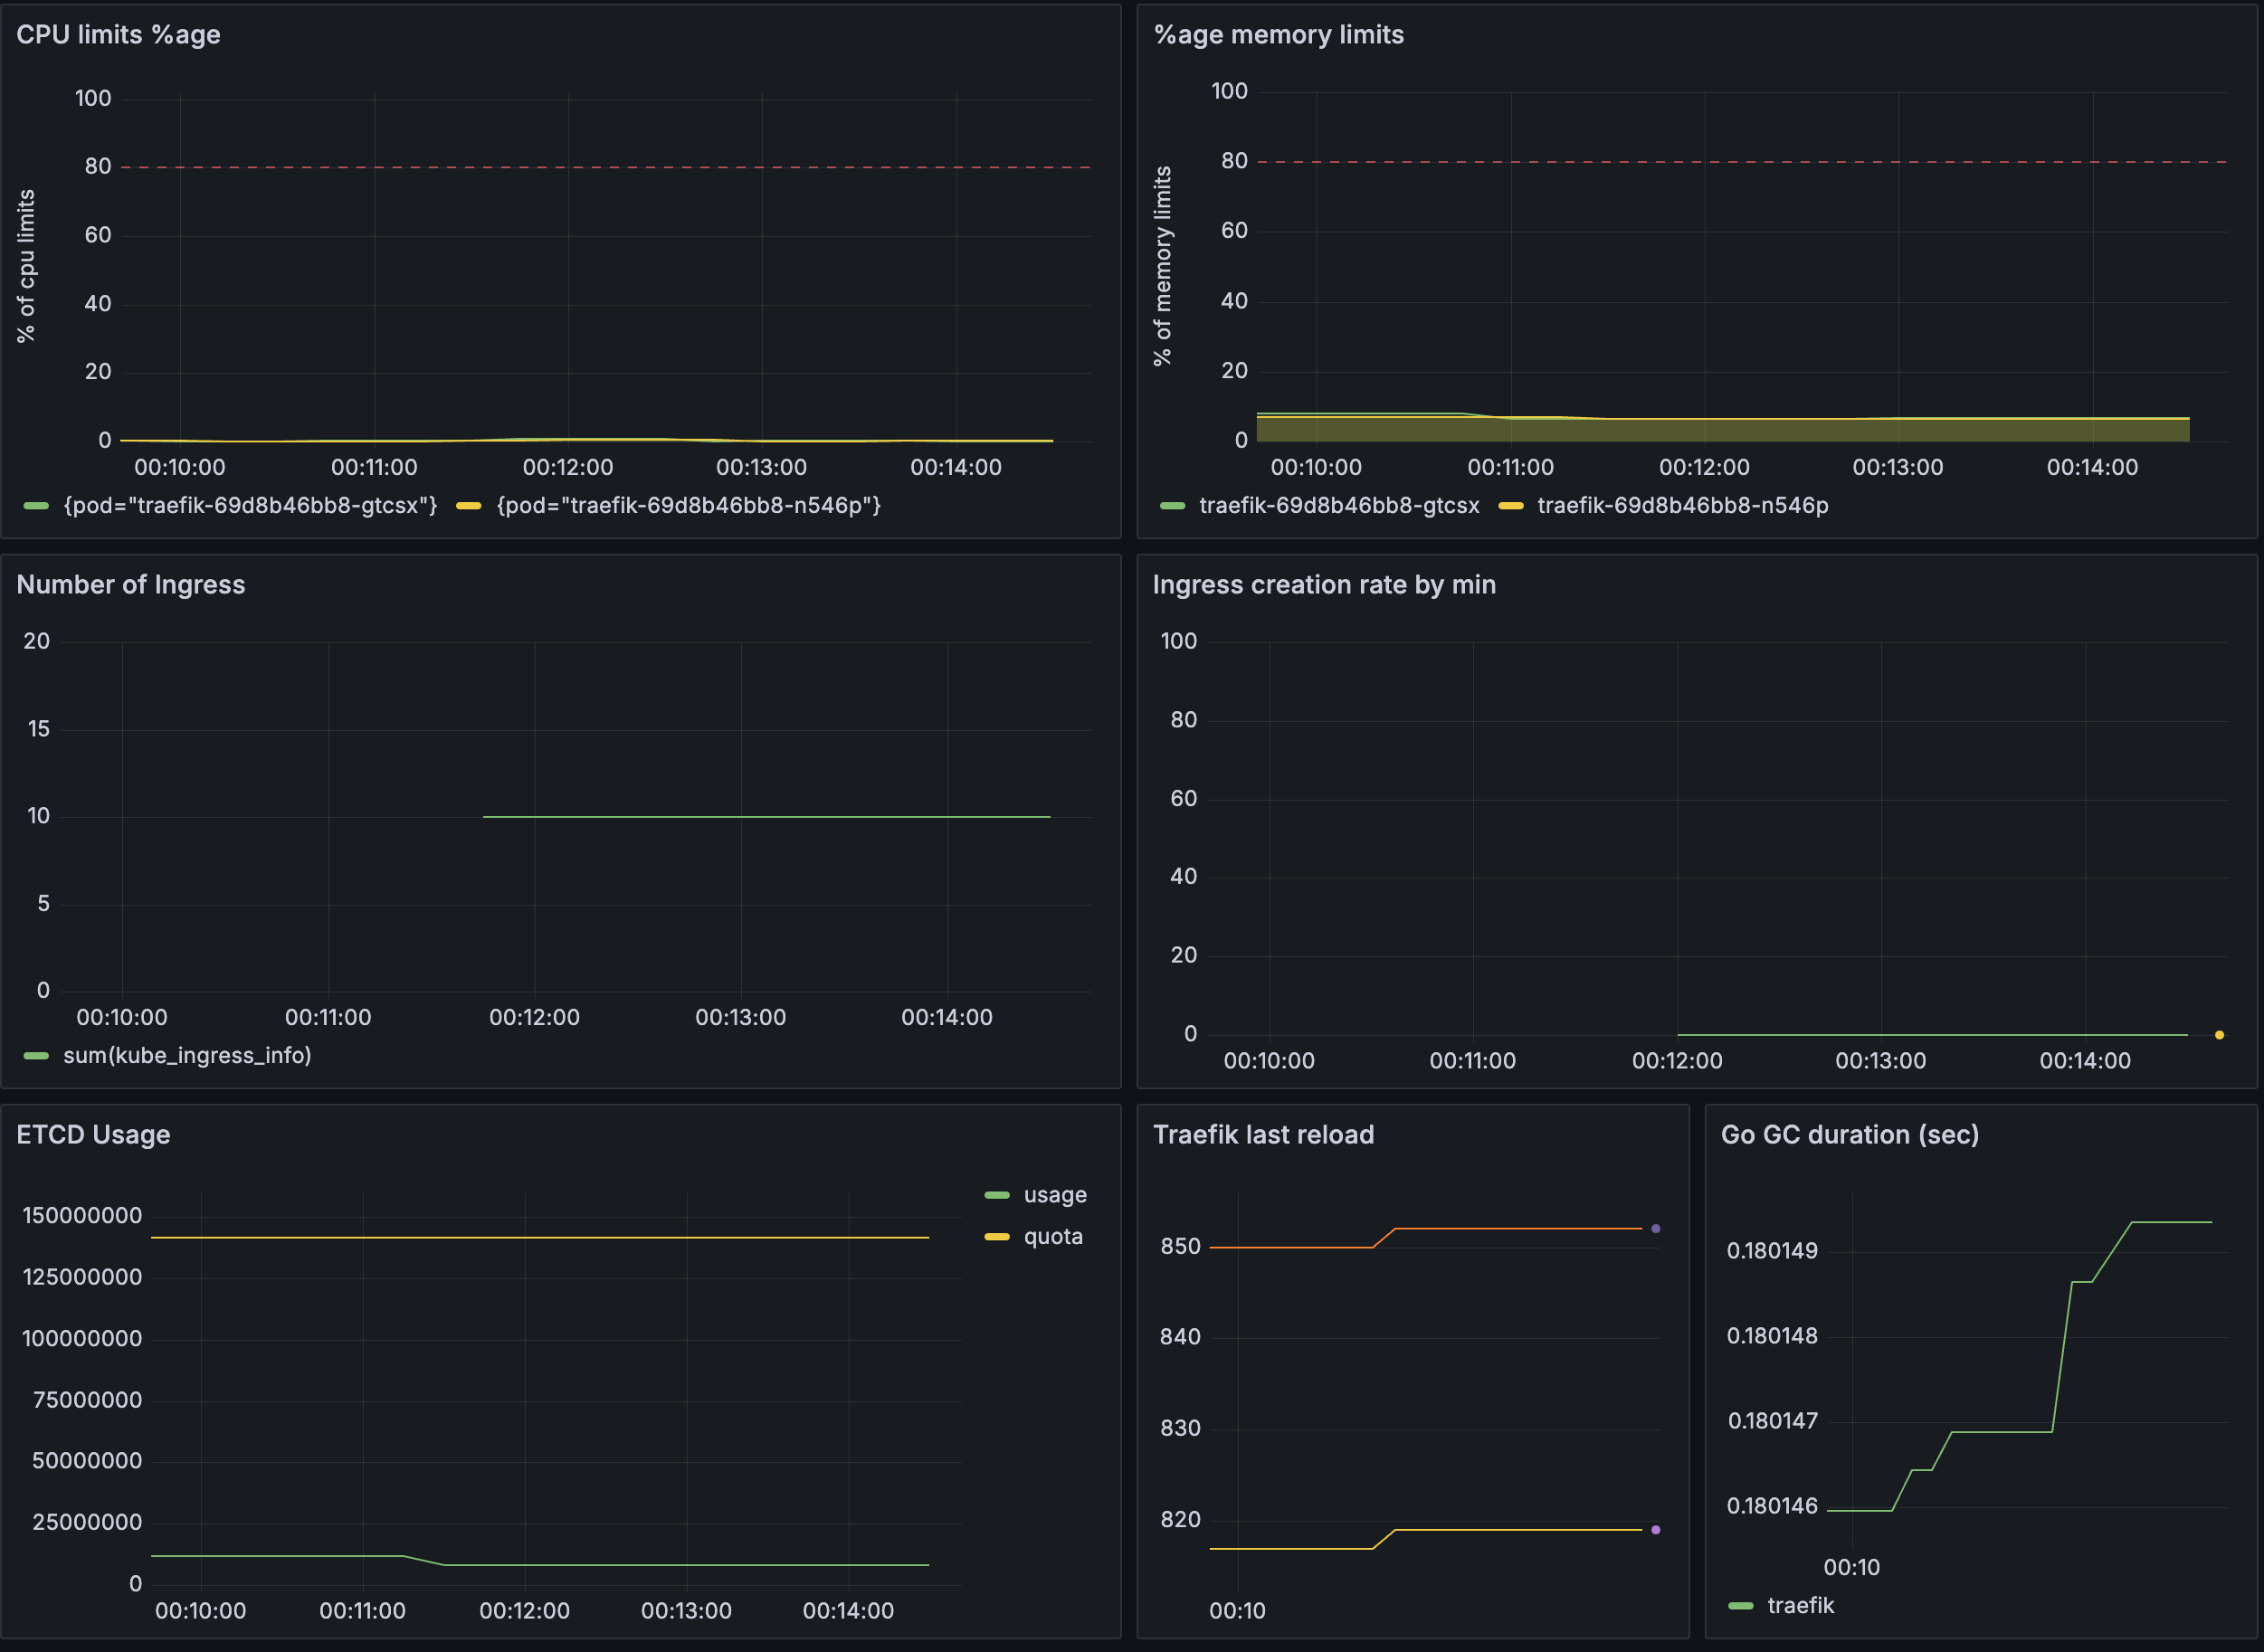 CPU limits %age
% of cpu limits
100
80
60
40
20
0
00:10:00 00:11:00 00:12:00 00:13:00 00:14:00
{pod="traefik-69d8b46bb8-gtcsx"} {pod="traefik-69d8b46bb8-n546p"}
%age memory limits
% of memory limits
100
80
60
40
20
0
00:10:00 00:11:00 00:12:00 00:13:00 00:14:00
traefik-69d8b46bb8-gtcsx traefik-69d8b46bb8-n546p
Number of Ingress
20
15
10
5
0
00:10:00 00:11:00 00:12:00 00:13:00 00:14:00
sum(kube_ingress_info)
Ingress creation rate by min
100
80
60
40
20
0
00:10:00 00:11:00 00:12:00 00:13:00 00:14:00
ETCD Usage
150000000
125000000
100000000
75000000
50000000
25000000
0
00:10:00 00:11:00 00:12:00 00:13:00 00:14:00
usage
quota
Traefik last reload
850
840
830
820
00:10
Go GC duration (sec)
0.180149
0.180148
0.180147
0.180146
00:10
traefik